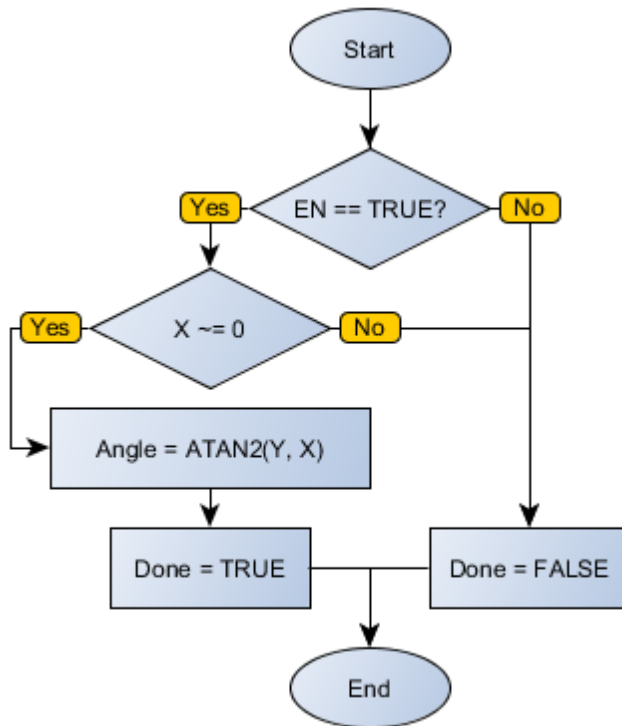 Start
EN == TRUE?
Yes
No
X ~= 0
Yes
No
Angle = ATAN2(Y, X)
Done = TRUE
Done = FALSE
End